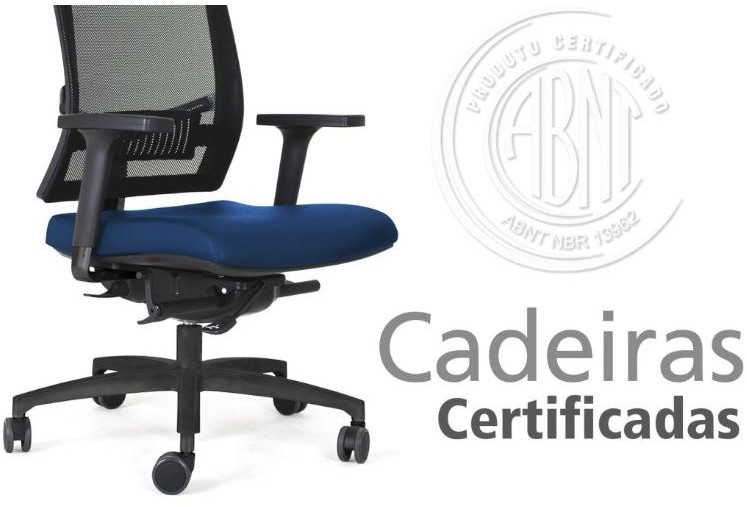 PRODUTO CERTIFICADO
ABNT
ABNT NBR 13962
Cadeiras
Certificadas